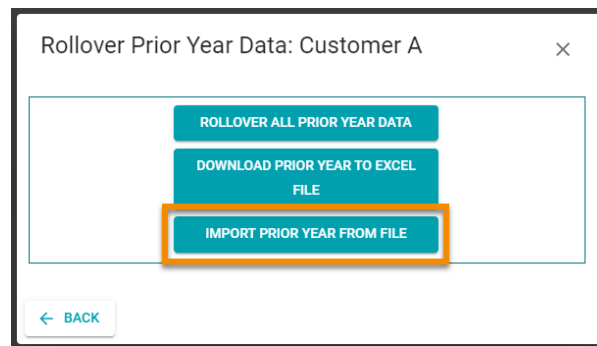 Rollover Prior Year Data: Customer A
ROLLOVER ALL PRIOR YEAR DATA
DOWNLOAD PRIOR YEAR TO EXCEL
FILE
IMPORT PRIOR YEAR FROM FILE
BACK